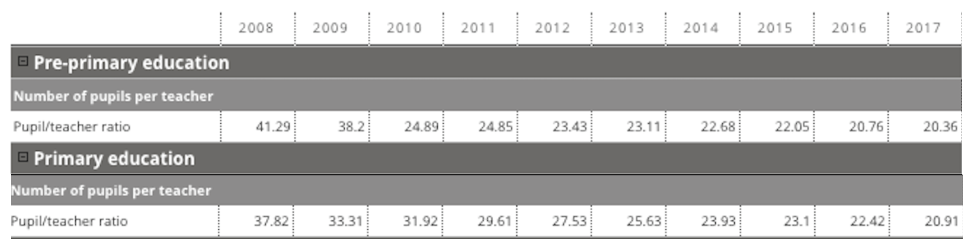 2008 2009 2010 2011 2012 2013 2014 2015 2016 2017
Pre-primary education
Number of pupils per teacher
Pupil/teacher ratio 41.29 38.2 24.89 24.85 23.43 23.11 22.68 22.05 20.76 20.36
Primary education
Number of pupils per teacher
Pupil/teacher ratio 37.82 33.31 31.92 29.61 27.53 25.63 23.93 23.1 22.42 20.91